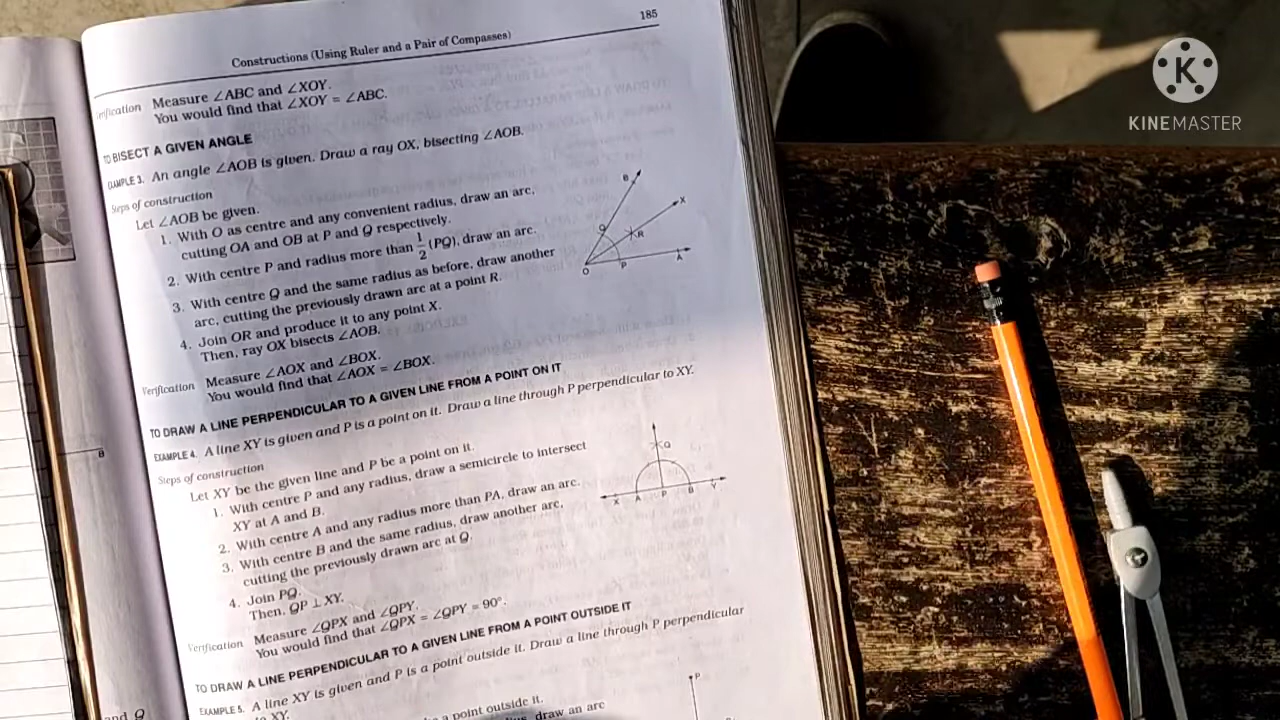 185
Constructions (Using Ruler and a Pair of Compasses)
Measure ∠ABC and ∠XOY.
You would find that ∠XOY = ∠ABC.
TO BISECT A GIVEN ANGLE
EXAMPLE 3. An angle ∠AOB is given. Draw a ray OX, bisecting ∠AOB.
Steps of construction
Let ∠AOB be given.
1. With O as centre and any convenient radius, draw an arc,
cutting OA and OB at P and Q respectively.
2. With centre P and radius more than 1/2 (PQ), draw an arc.
3. With centre Q and the same radius as before, draw another
arc, cutting the previously drawn arc at a point R.
4. Join OR and produce it to any point X.
Then, ray OX bisects ∠AOB.
B
X
Q
R
O
P
A
Verification Measure ∠AOX and ∠BOX.
You would find that ∠AOX = ∠BOX.
TO DRAW A LINE PERPENDICULAR TO A GIVEN LINE FROM A POINT ON IT
EXAMPLE 4. A line XY is given and P is a point on it. Draw a line through P perpendicular to XY.
Steps of construction
Let XY be the given line and P be a point on it.
1. With centre P and any radius, draw a semicircle to intersect
XY at A and B.
2. With centre A and any radius more than PA, draw an arc.
3. With centre B and the same radius, draw another arc,
cutting the previously drawn arc at Q.
4. Join PQ.
Then, QP ⊥ XY.
Q
X A P B Y
Verification Measure ∠QPX and ∠QPY.
You would find that ∠QPX = ∠QPY = 90°.
TO DRAW A LINE PERPENDICULAR TO A GIVEN LINE FROM A POINT OUTSIDE IT
EXAMPLE 5. A line XY is given and P is a point outside it. Draw a line through P perpendicular
to XY.
a point outside it.
draw an arc
P
B
and Q
K
KINEMASTER